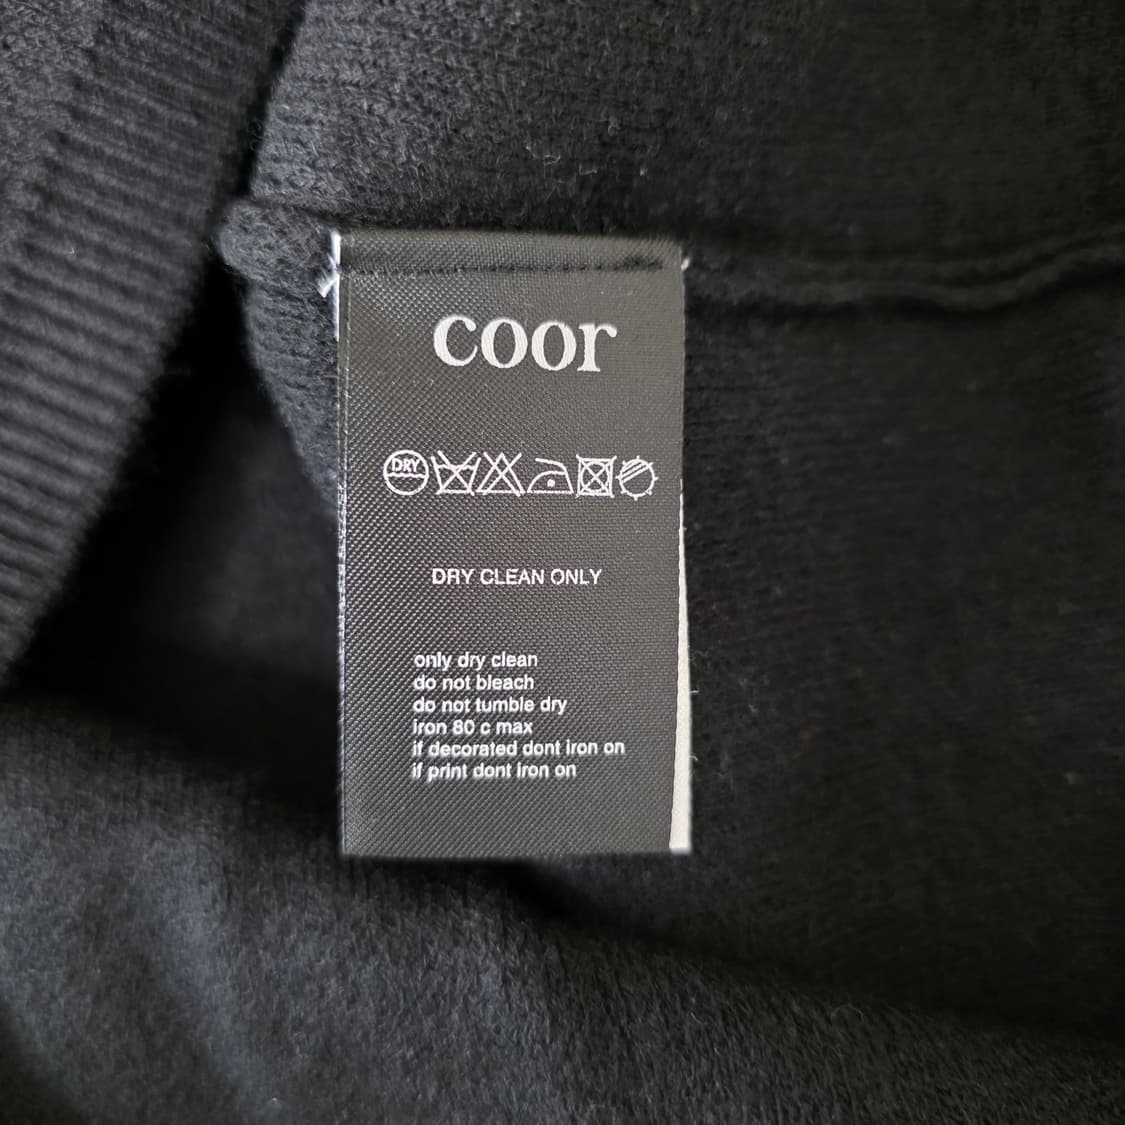 coor
DRY
DRY CLEAN ONLY
only dry clean
do not bleach
do not tumble dry
iron 80 c max
if decorated dont iron on
if print dont iron on